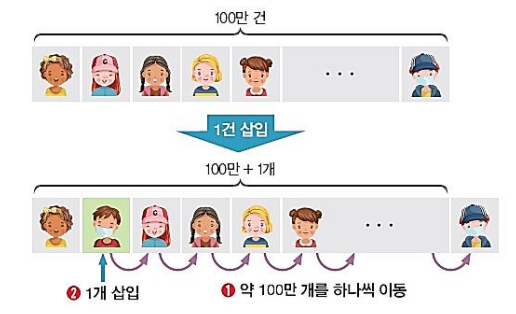 100만 건
...
1건 삽입
100만 + 1개
...
❷ 1개 삽입
❶ 약 100만 개를 하나씩 이동